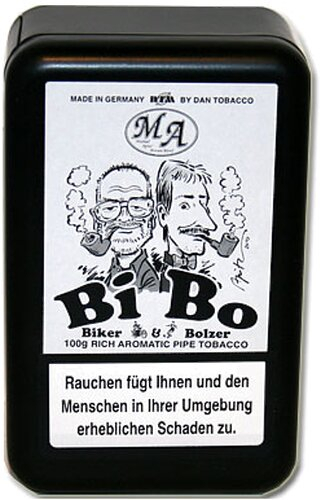 MADE IN GERMANY DTM BY DAN TOBACCO
MA
Bi Bo
Biker & Bolzer
100g RICH AROMATIC PIPE TOBACCO
Rauchen fügt Ihnen und den
Menschen in Ihrer Umgebung
erheblichen Schaden zu.